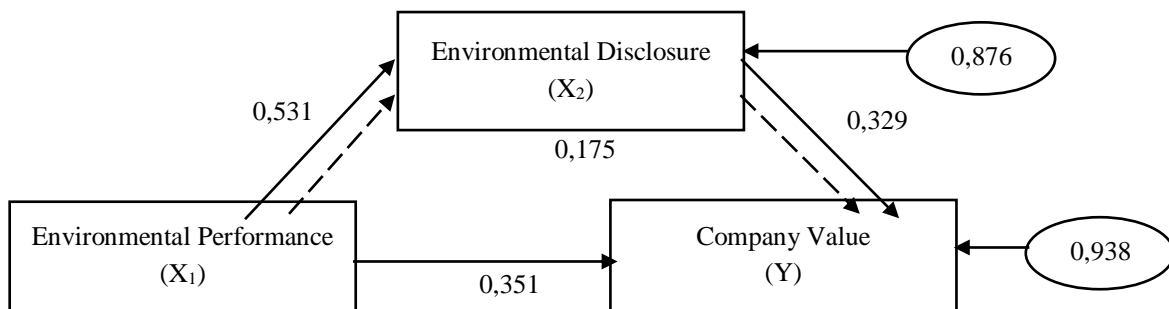 Environmental Disclosure
(X₂)
0,876
0,531
0,329
0,175
Environmental Performance
(X₁)
Company Value
(Y)
0,938
0,351